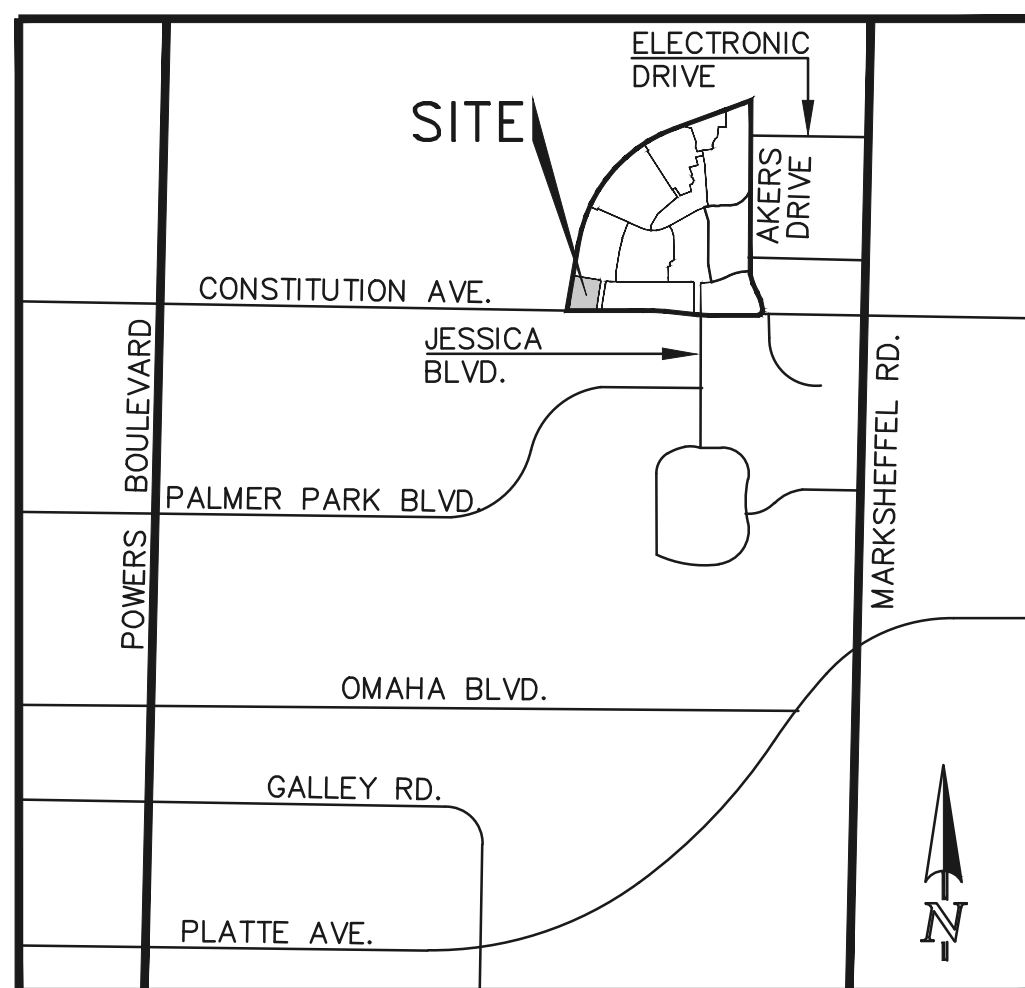 ELECTRONIC
DRIVE
SITE
AKERS
DRIVE
CONSTITUTION AVE.
JESSICA
BLVD.
POWERS BOULEVARD
MARKSHEFFEL RD.
PALMER PARK BLVD.
OMAHA BLVD.
GALLEY RD.
PLATTE AVE.
N